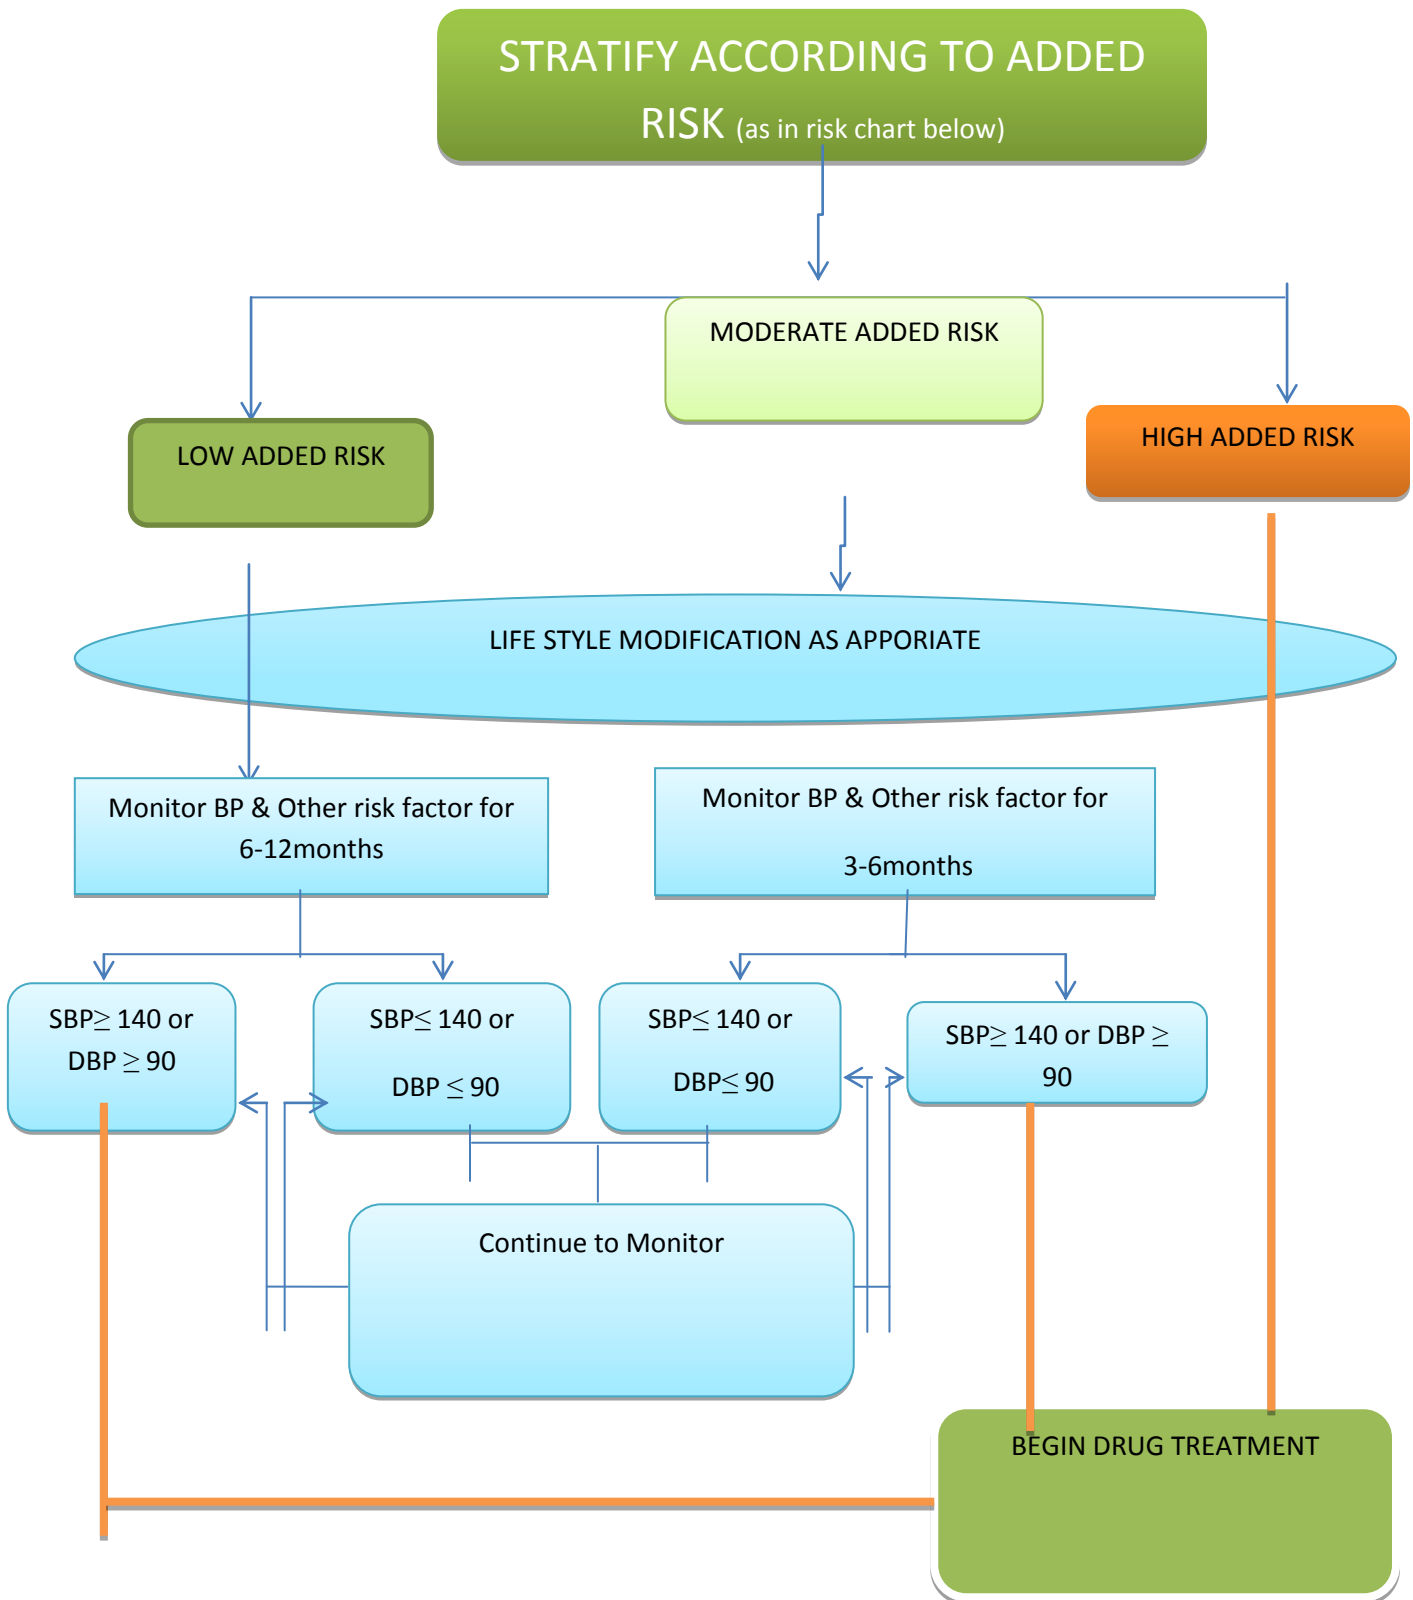 STRATIFY ACCORDING TO ADDED
RISK (as in risk chart below)
MODERATE ADDED RISK
LOW ADDED RISK
HIGH ADDED RISK
LIFE STYLE MODIFICATION AS APPORIATE
Monitor BP & Other risk factor for
6-12months
Monitor BP & Other risk factor for
3-6months
SBP≥ 140 or
DBP ≥ 90
SBP≤ 140 or
DBP ≤ 90
SBP≤ 140 or
DBP≤ 90
SBP≥ 140 or DBP ≥
90
Continue to Monitor
BEGIN DRUG TREATMENT